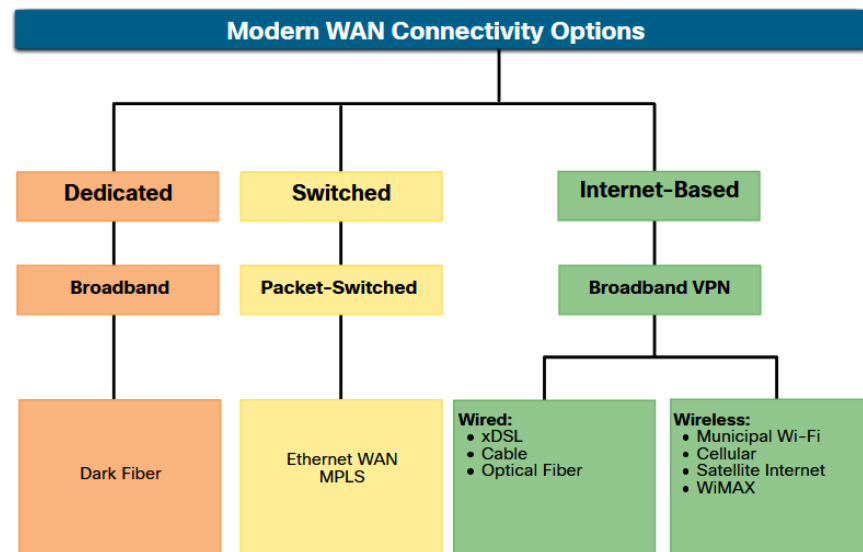 Modern WAN Connectivity Options
Dedicated
Switched
Internet-Based
Broadband
Packet-Switched
Broadband VPN
Dark Fiber
Ethernet WAN
MPLS
Wired:
• xDSL
• Cable
• Optical Fiber
Wireless:
• Municipal Wi-Fi
• Cellular
• Satellite Internet
• WiMAX